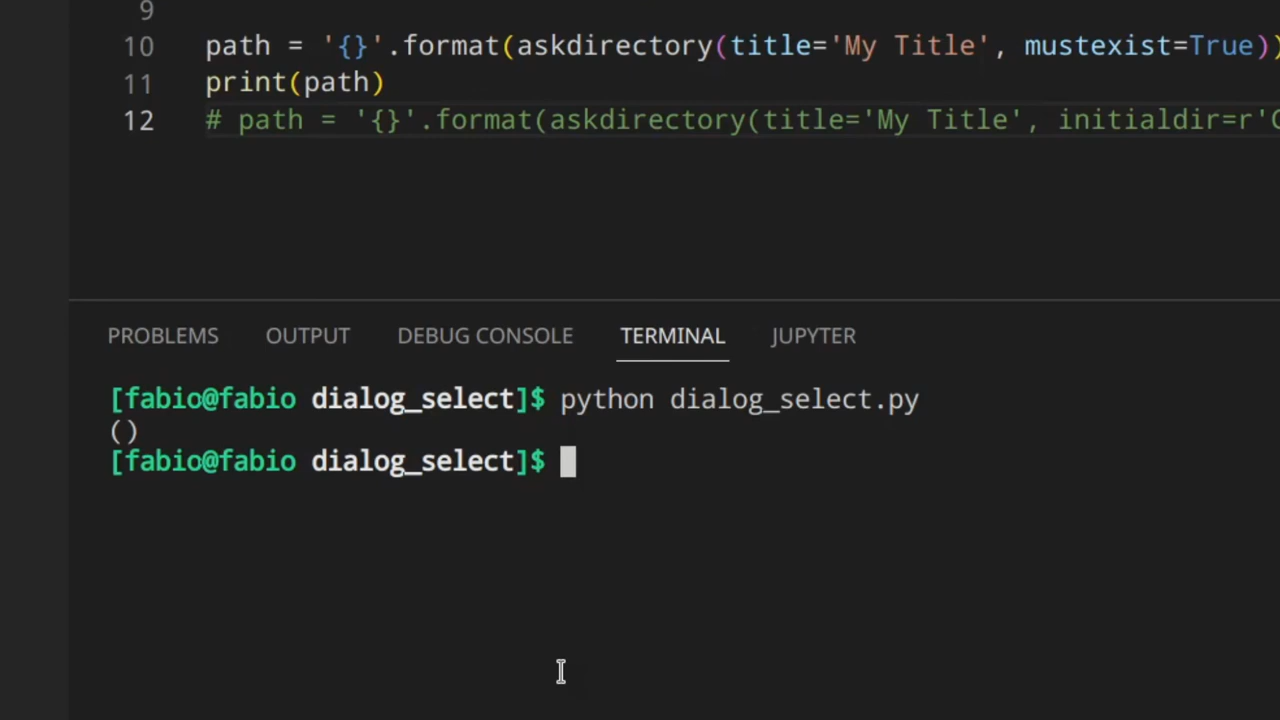 9
10 path = '{}'.format(askdirectory(title='My Title', mustexist=True))
11 print(path)
12 # path = '{}'.format(askdirectory(title='My Title', initialdir=r'C
PROBLEMS OUTPUT DEBUG CONSOLE TERMINAL JUPYTER
[fabio@fabio dialog_select]$ python dialog_select.py
()
[fabio@fabio dialog_select]$